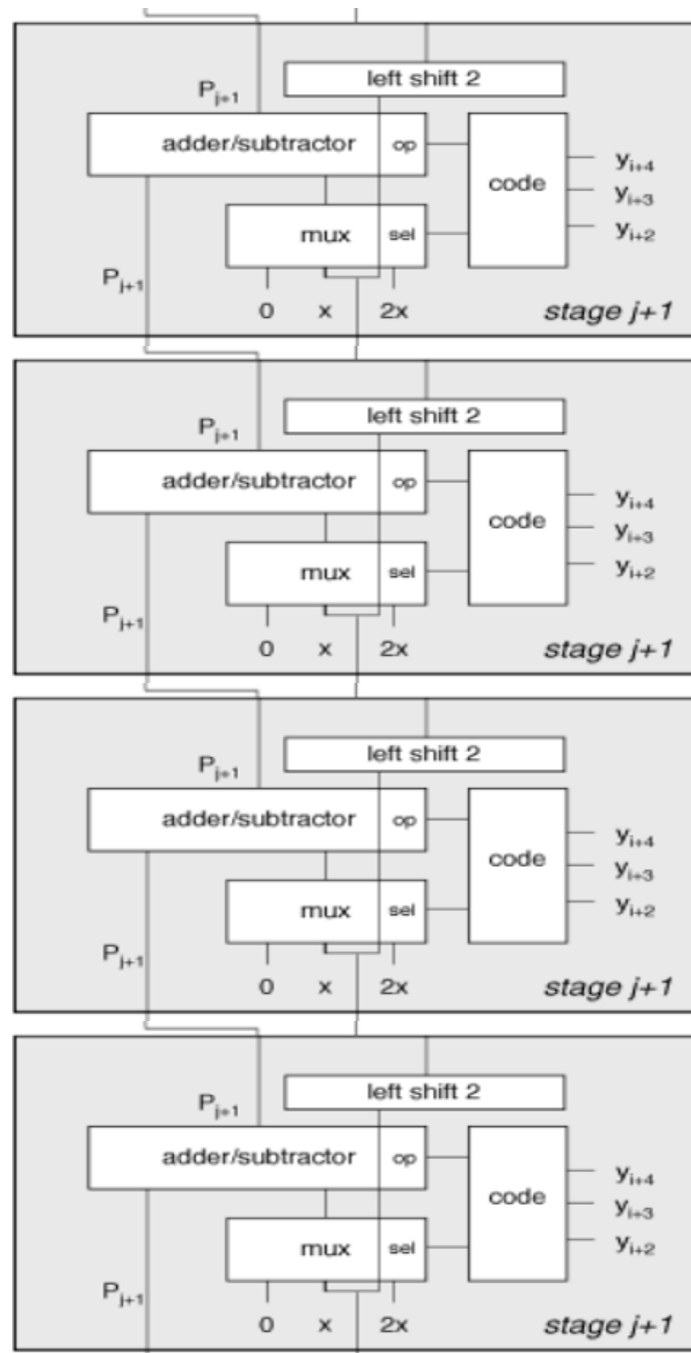 left shift 2
P_{j+1}
adder/subtractor op
code
y_{i+4}
y_{i+3}
y_{i+2}
mux sel
P_{j+1}
0 x 2x
stage j+1
left shift 2
P_{j+1}
adder/subtractor op
code
y_{i+4}
y_{i+3}
y_{i+2}
mux sel
P_{j+1}
0 x 2x
stage j+1
left shift 2
P_{j+1}
adder/subtractor op
code
y_{i+4}
y_{i+3}
y_{i+2}
mux sel
P_{j+1}
0 x 2x
stage j+1
left shift 2
P_{j+1}
adder/subtractor op
code
y_{i+4}
y_{i+3}
y_{i+2}
mux sel
P_{j+1}
0 x 2x
stage j+1